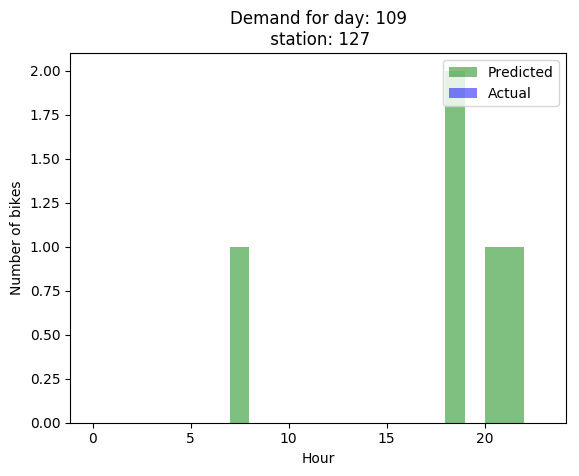 Demand for day: 109
station: 127
Predicted
Actual
2.00
1.75
1.50
1.25
1.00
0.75
0.50
0.25
0.00
Number of bikes
0 5 10 15 20
Hour